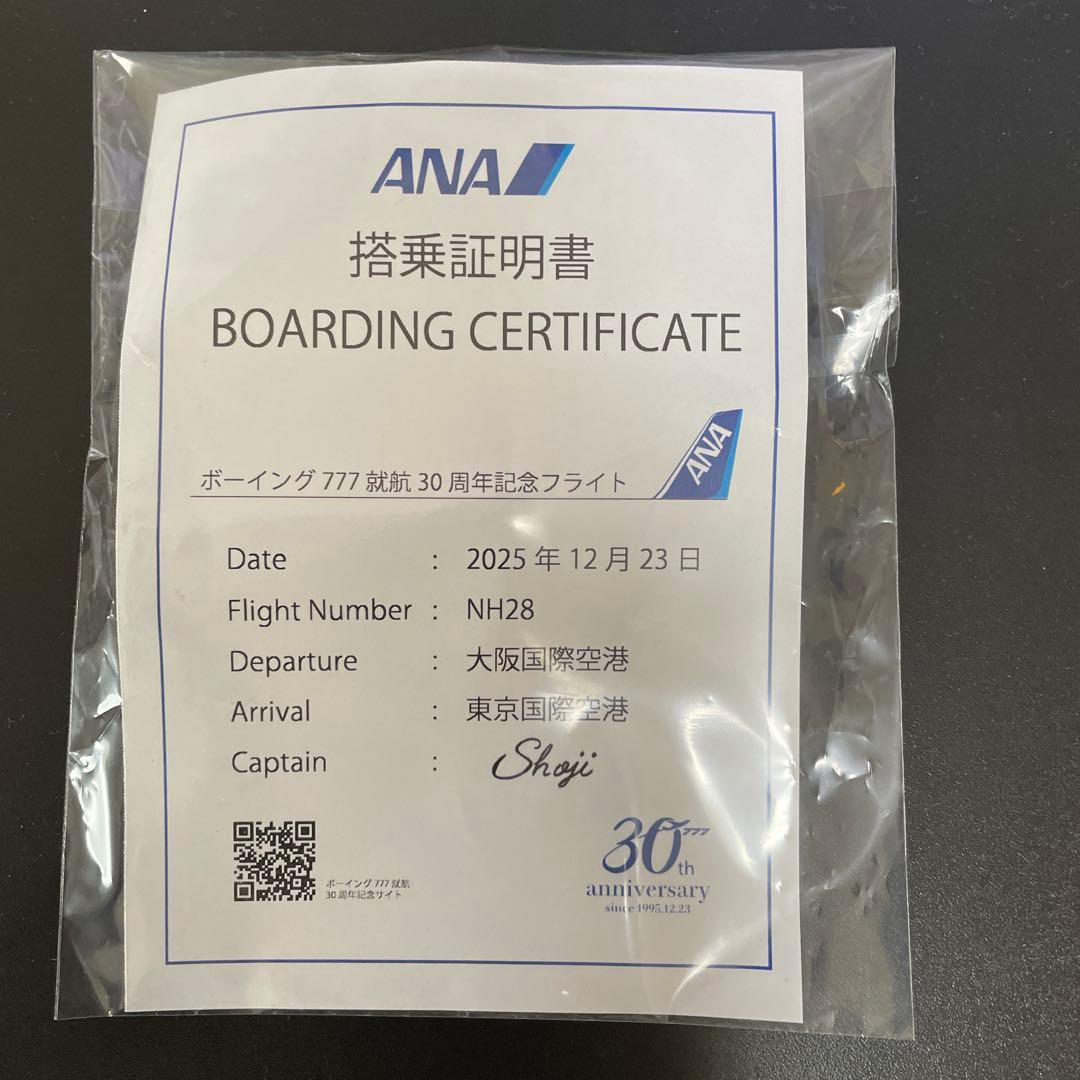 ANA
搭乗証明書
BOARDING CERTIFICATE
ANA
ボーイング 777 就航 30 周年記念フライト
Date : 2025 年 12 月 23 日
Flight Number : NH28
Departure : 大阪国際空港
Arrival : 東京国際空港
Captain : Shoji
ボーイング 777 就航
30 周年記念サイト
30th 777
anniversary
since 1995.12.23